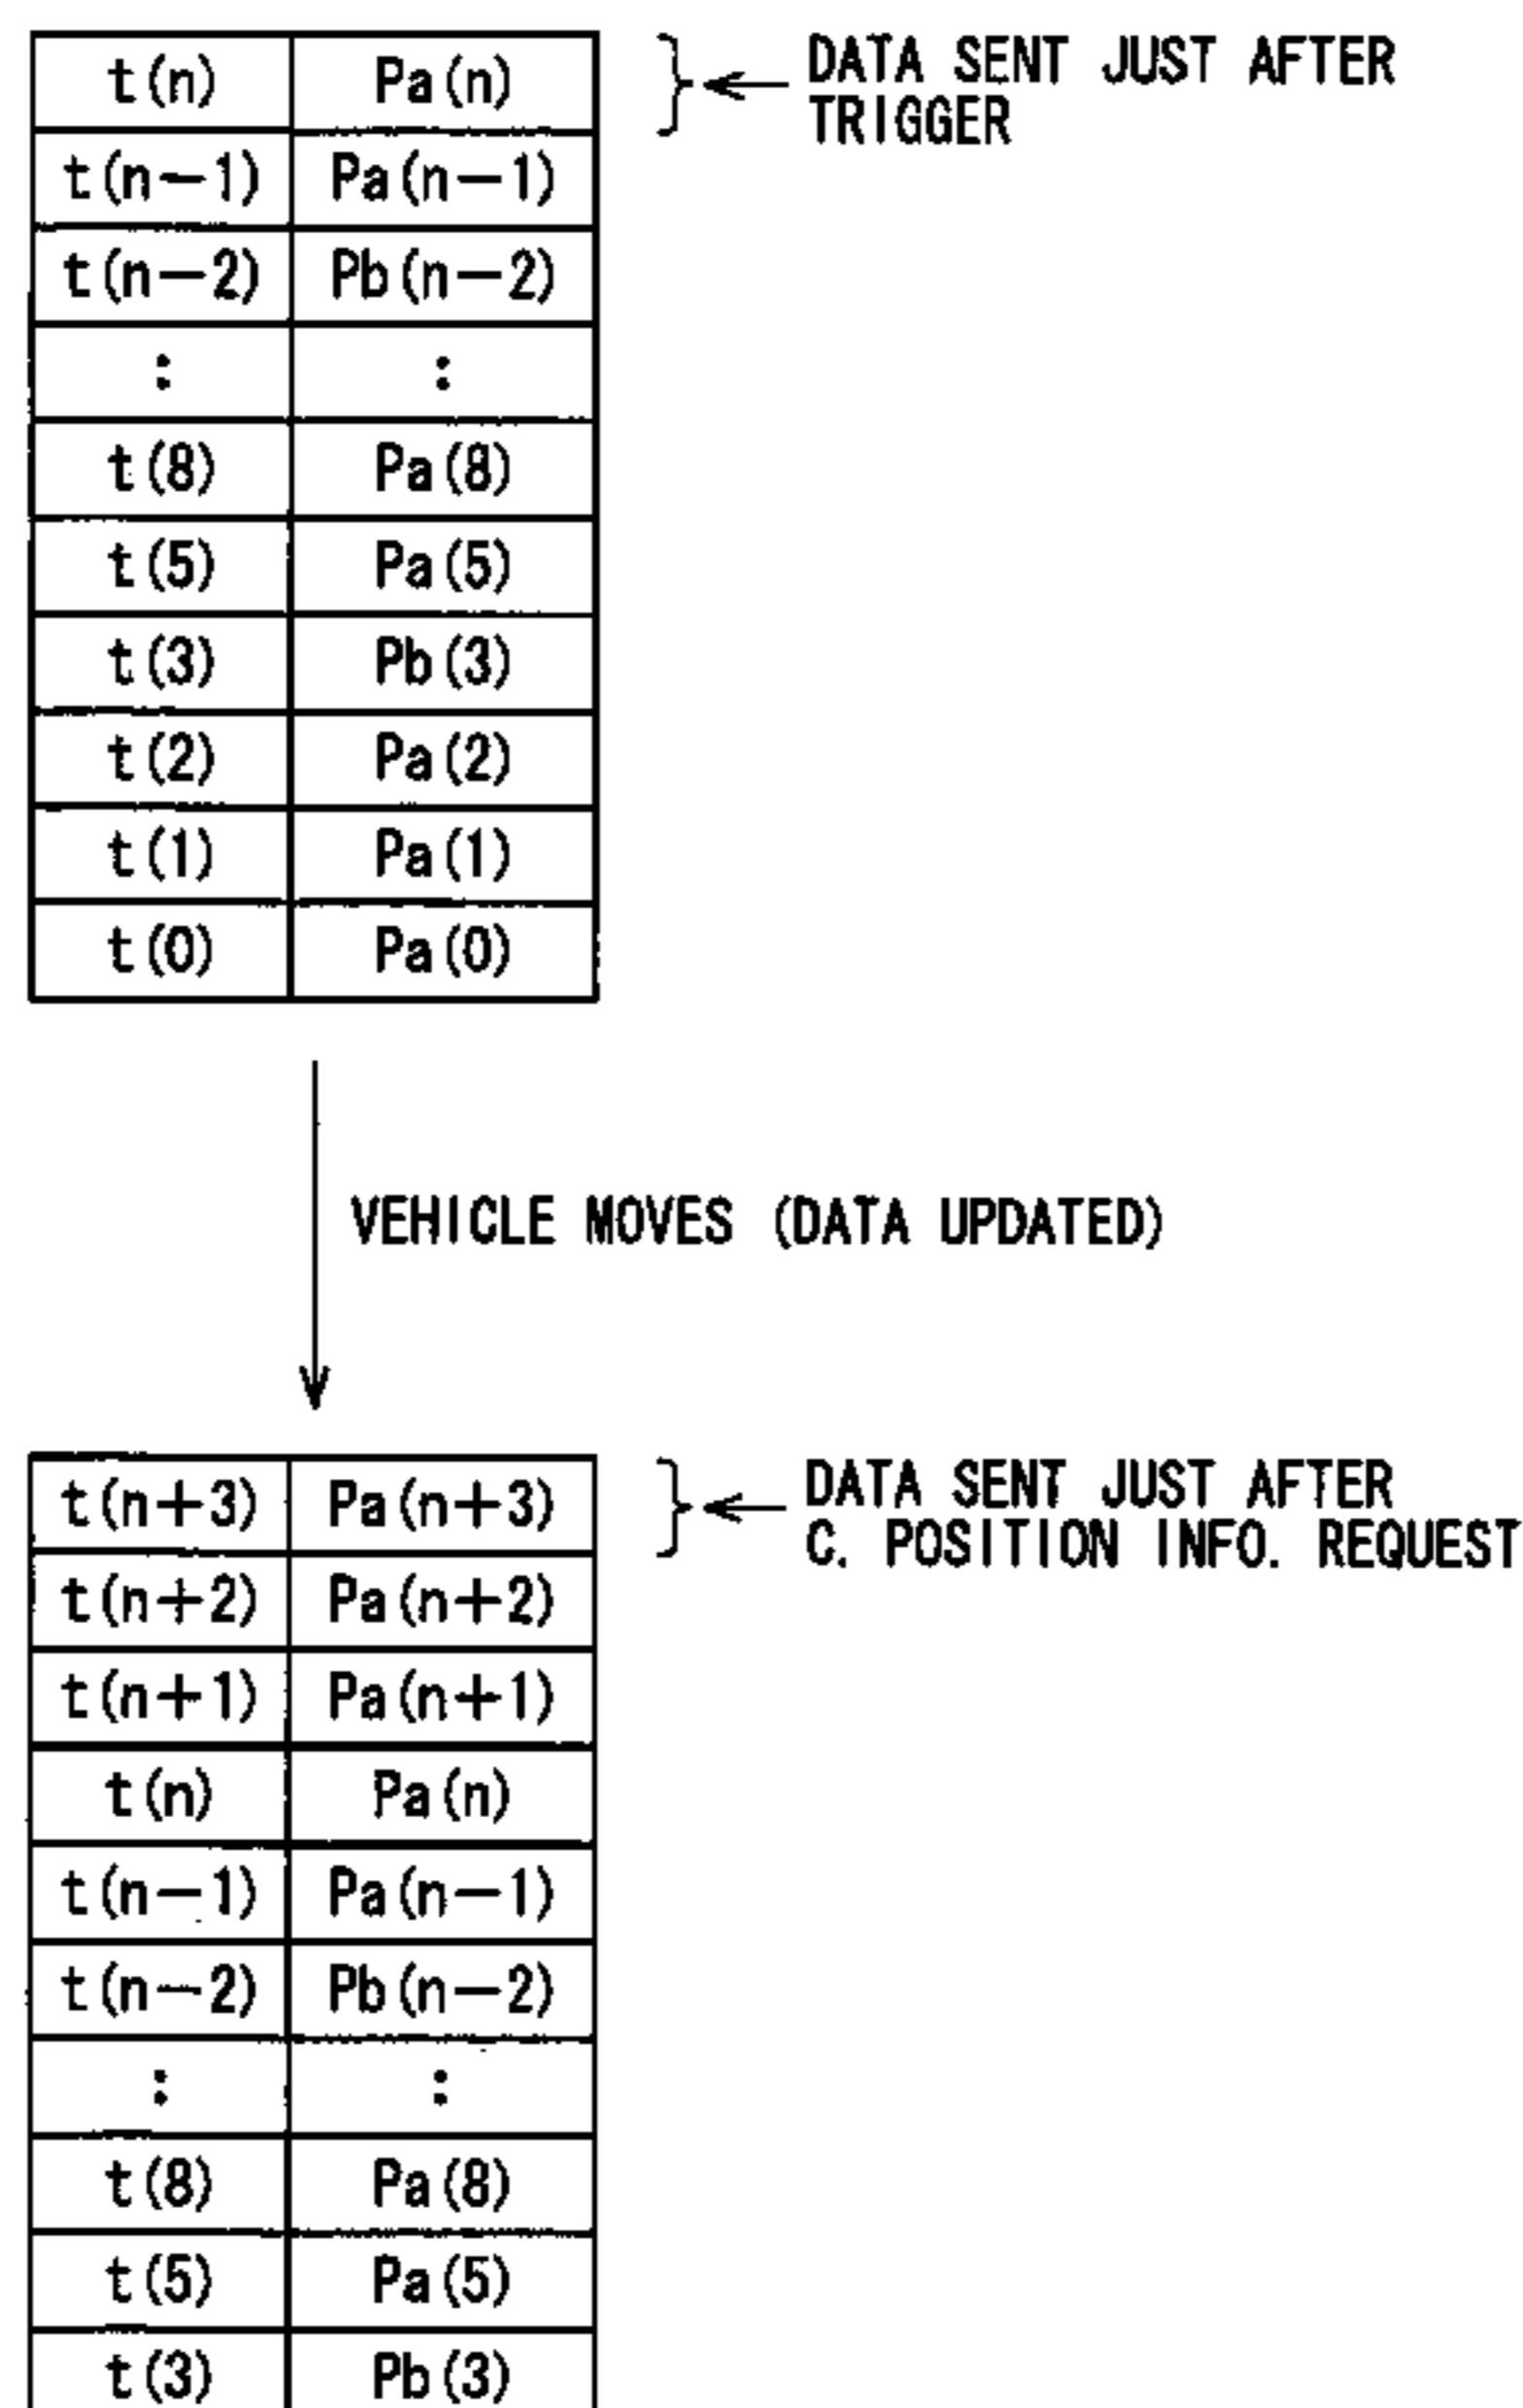 t(n) Pa(n)
DATA SENT JUST AFTER
TRIGGER
t(n−1) Pa(n−1)
t(n−2) Pb(n−2)
: :
t(8) Pa(8)
t(5) Pa(5)
t(3) Pb(3)
t(2) Pa(2)
t(1) Pa(1)
t(0) Pa(0)
VEHICLE MOVES (DATA UPDATED)
t(n+3) Pa(n+3)
DATA SENT JUST AFTER
C. POSITION INFO. REQUEST
t(n+2) Pa(n+2)
t(n+1) Pa(n+1)
t(n) Pa(n)
t(n−1) Pa(n−1)
t(n−2) Pb(n−2)
: :
t(8) Pa(8)
t(5) Pa(5)
t(3) Pb(3)